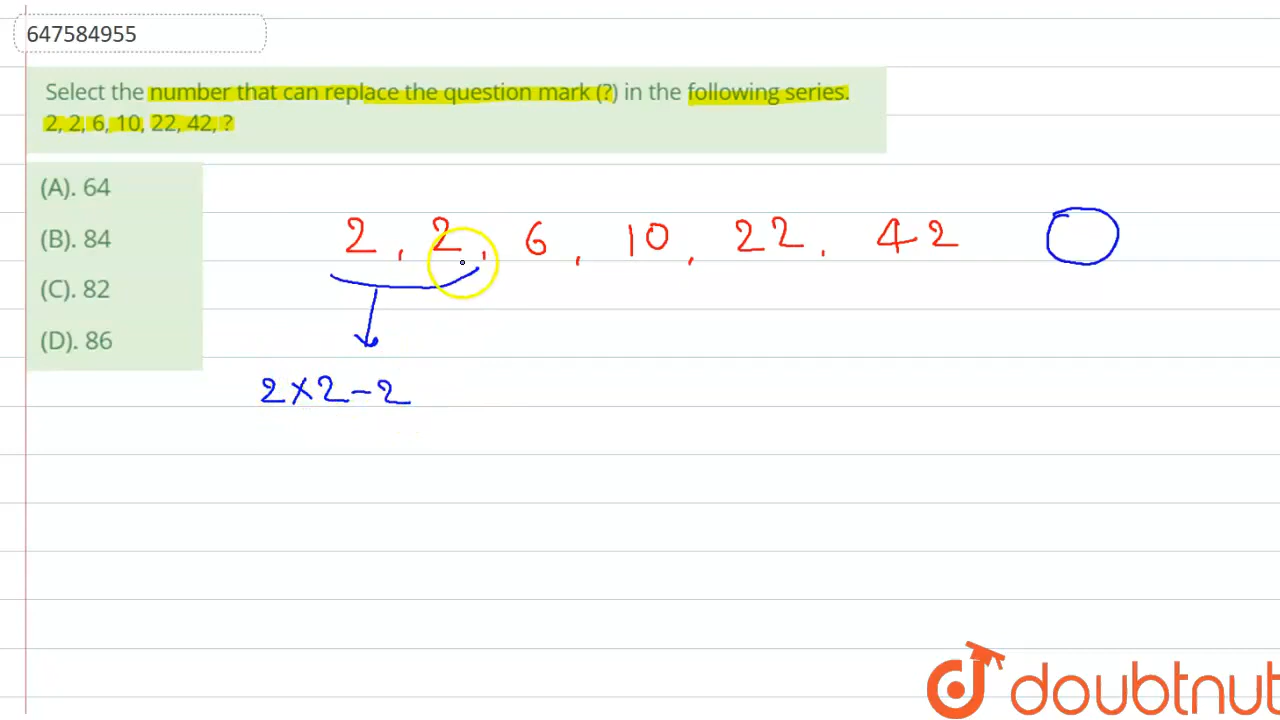 647584955
Select the number that can replace the question mark (?) in the following series.
2, 2, 6, 10, 22, 42, ?
(A). 64
(B). 84
(C). 82
(D). 86
2 , 2 , 6 , 10 , 22 , 42
2×2-2
doubtnut